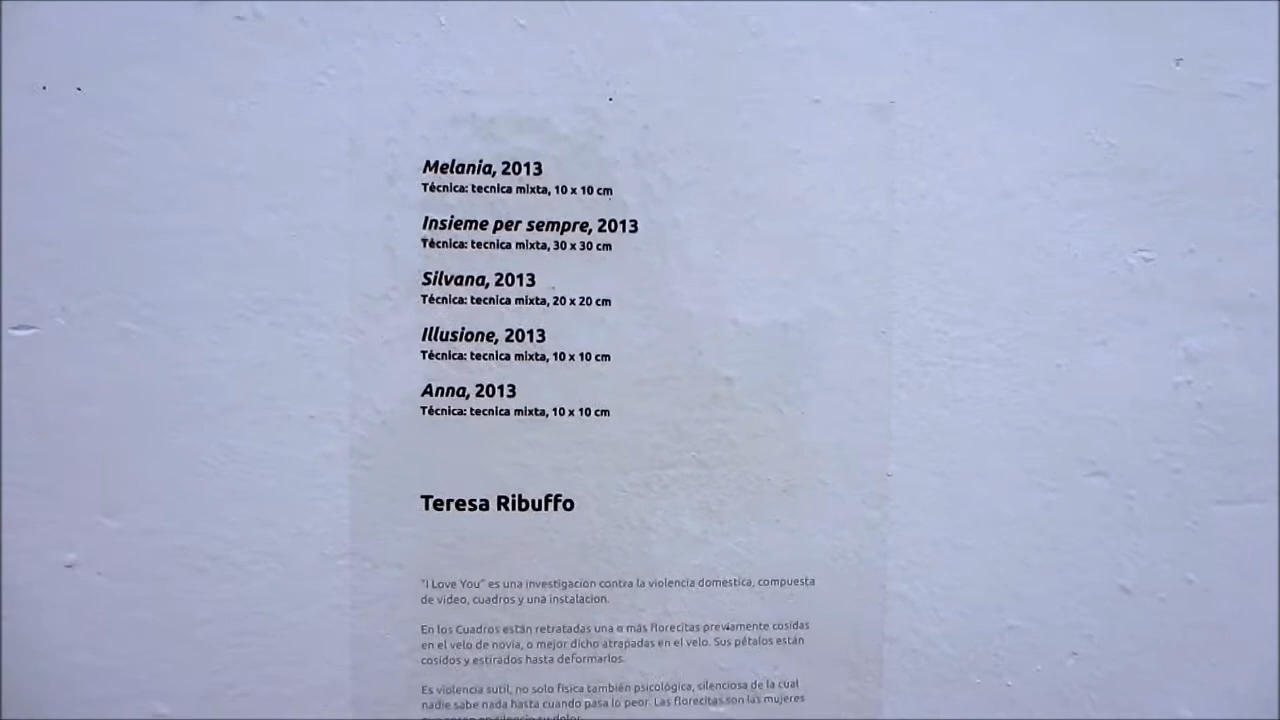 Melania, 2013
Técnica: tecnica mixta, 10 x 10 cm
Insieme per sempre, 2013
Técnica: tecnica mixta, 30 x 30 cm
Silvana, 2013
Técnica: tecnica mixta, 20 x 20 cm
Illusione, 2013
Técnica: tecnica mixta, 10 x 10 cm
Anna, 2013
Técnica: tecnica mixta, 10 x 10 cm
Teresa Ribuffo
"I Love You" es una investigacion contra la violencia domestica, compuesta
de video, cuadros y una instalacion.
En los Cuadros están retratadas una o más florecitas previamente cosidas
en el velo de novia, o mejor dicho atrapadas en el velo. Sus pétalos están
cosidos y estirados hasta deformarlos.
Es violencia sutil, no solo fisica también psicológica, silenciosa de la cual
nadie sabe nada hasta cuando pasa lo peor. Las florecitas son las mujeres